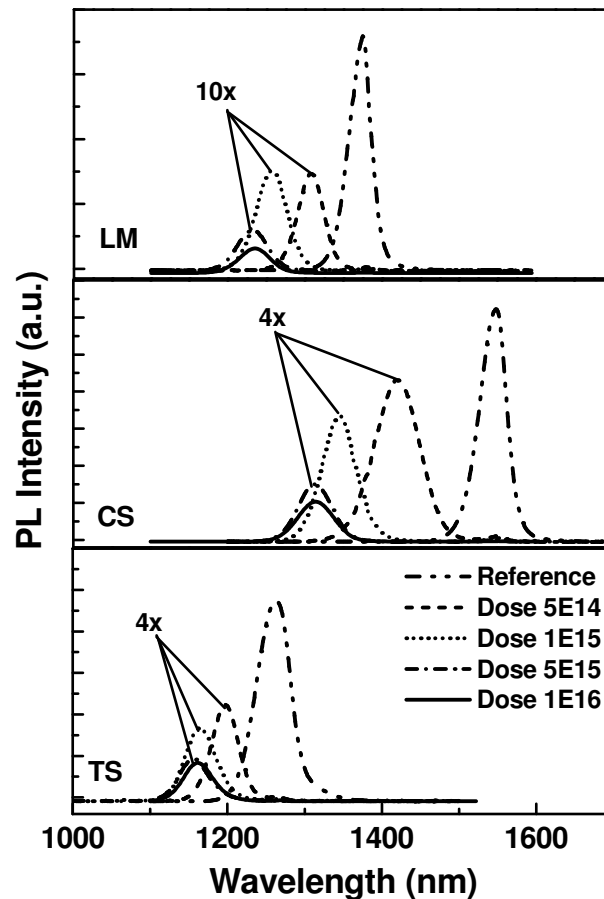 10x
LM
4x
CS
PL Intensity (a.u.)
Reference
Dose 5E14
Dose 1E15
Dose 5E15
Dose 1E16
4x
TS
1000 1200 1400 1600
Wavelength (nm)